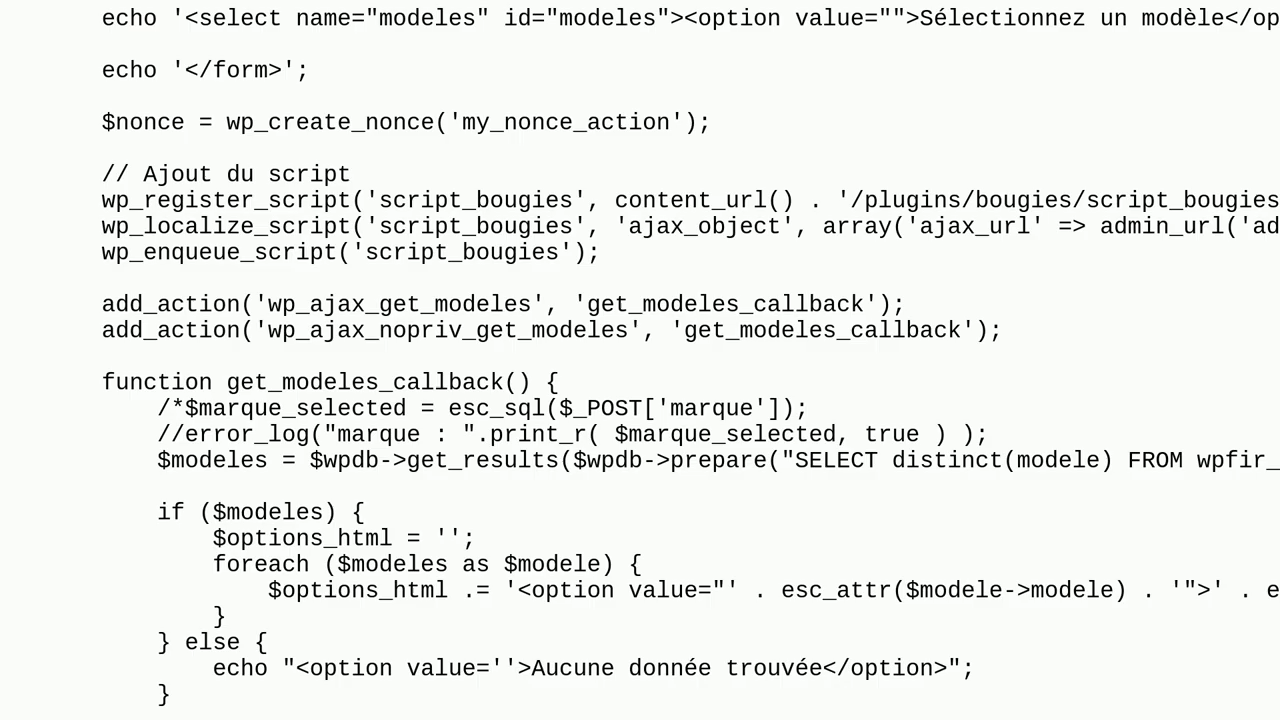 echo '<select name="modeles" id="modeles"><option value="">Sélectionnez un modèle</op
echo '</form>';
$nonce = wp_create_nonce('my_nonce_action');
// Ajout du script
wp_register_script('script_bougies', content_url() . '/plugins/bougies/script_bougies
wp_localize_script('script_bougies', 'ajax_object', array('ajax_url' => admin_url('ad
wp_enqueue_script('script_bougies');
add_action('wp_ajax_get_modeles', 'get_modeles_callback');
add_action('wp_ajax_nopriv_get_modeles', 'get_modeles_callback');
function get_modeles_callback() {
/*$marque_selected = esc_sql($_POST['marque']);
//error_log("marque : ".print_r( $marque_selected, true ) );
$modeles = $wpdb->get_results($wpdb->prepare("SELECT distinct(modele) FROM wpfir_
if ($modeles) {
$options_html = '';
foreach ($modeles as $modele) {
$options_html .= '<option value="' . esc_attr($modele->modele) . '">' . e
}
} else {
echo "<option value=''>Aucune donnée trouvée</option>";
}